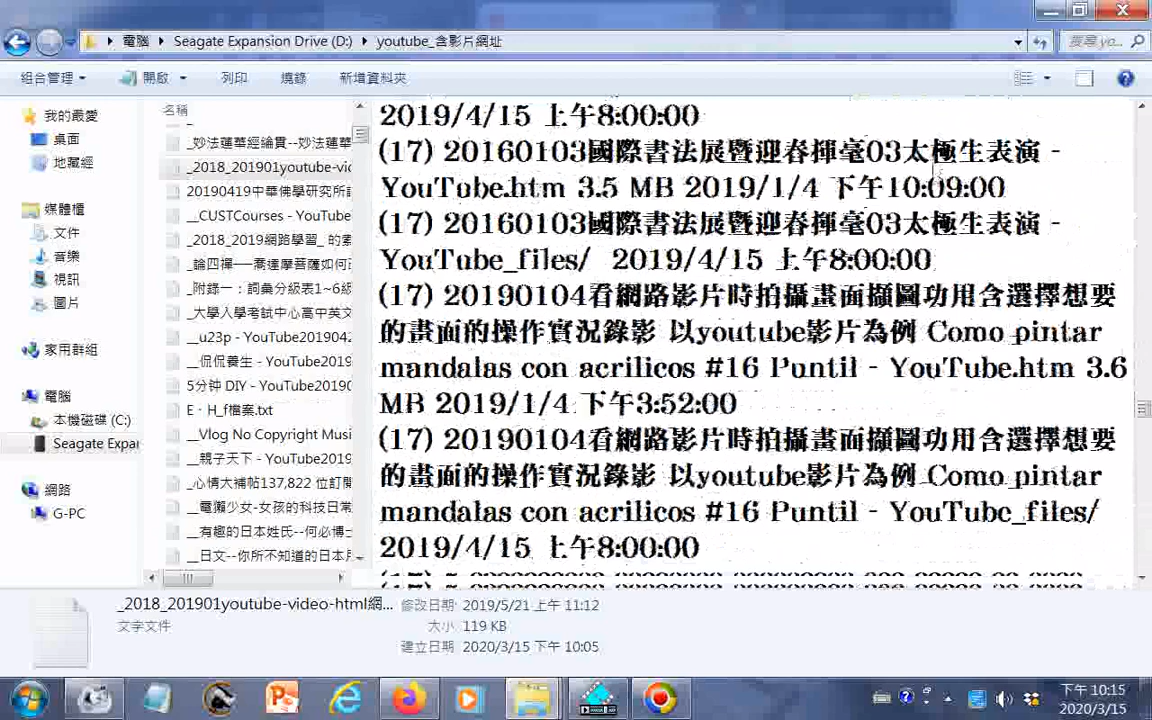 電腦 ▸ Seagate Expansion Drive (D:) ▸ youtube_含影片網址
搜尋 yo...
組合管理 開啟 列印 燒錄 新增資料夾
我的最愛
桌面
地藏經
媒體櫃
文件
音樂
視訊
圖片
家用群組
電腦
本機磁碟 (C:)
Seagate Expa
網路
G-PC
名稱
_妙法蓮華經論貫--妙法蓮華
_2018_201901youtube-vid
20190419中華佛學研究所
__CUSTCourses - YouTube
_2018_2019網路學習_ 的素
_論四禪──喬達摩菩薩如何
_附錄一：詞彙分級表1~6級
_大學入學考試中心高中英文
__u23p - YouTube2019042
__侃侃養生 - YouTube2019
5分钟 DIY - YouTube20190
E・H_f檔案.txt
__Vlog No Copyright Musi
__親子天下 - YouTube2019
_心情大補帖137,822 位訂閱
__電獺少女-女孩的科技日常
__有趣的日本姓氏--何必博士
__日文--你所不知道的日本
2019/4/15 上午8:00:00
(17) 20160103國際書法展暨迎春揮毫03太極生表演 -
YouTube.htm 3.5 MB 2019/1/4 下午10:09:00
(17) 20160103國際書法展暨迎春揮毫03太極生表演 -
YouTube_files/ 2019/4/15 上午8:00:00
(17) 20190104看網路影片時拍攝畫面擷圖功用含選擇想要
的畫面的操作實況錄影 以youtube影片為例 Como pintar
mandalas con acrilicos #16 Puntil - YouTube.htm 3.6
MB 2019/1/4 下午3:52:00
(17) 20190104看網路影片時拍攝畫面擷圖功用含選擇想要
的畫面的操作實況錄影 以youtube影片為例 Como pintar
mandalas con acrilicos #16 Puntil - YouTube_files/
2019/4/15 上午8:00:00
_2018_201901youtube-video-html網... 修改日期: 2019/5/21 上午 11:12
文字文件 大小: 119 KB
建立日期: 2020/3/15 下午 10:05
下午 10:15
2020/3/15